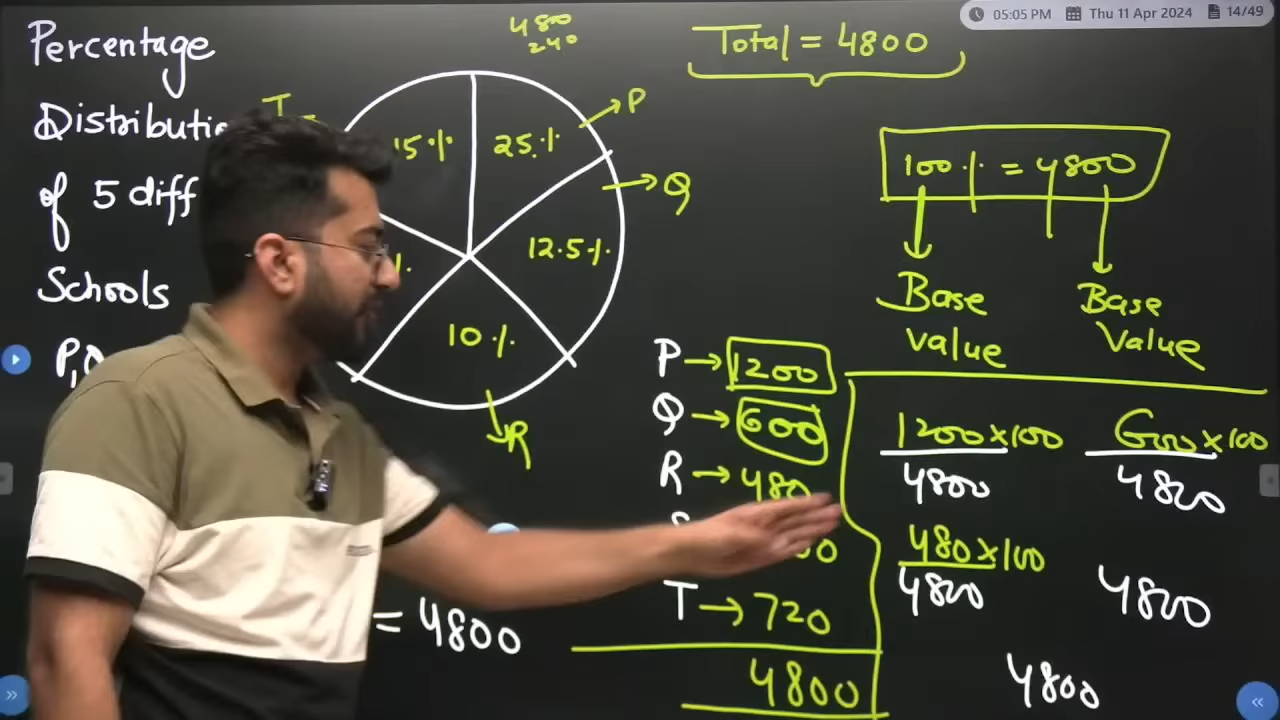 05:05 PM Thu 11 Apr 2024 14/49
Percentage
of 5 diff
Schools
4800
240
Total = 4800
T
15%
25%
P
Q
12.5%
10%
R
100% = 4800
Base
value
Base
Value
P → 1200
Q → 600
R → 480
T → 720
4800
= 4800
1200×100
4800
600×100
4800
480×100
4800
4800
4800